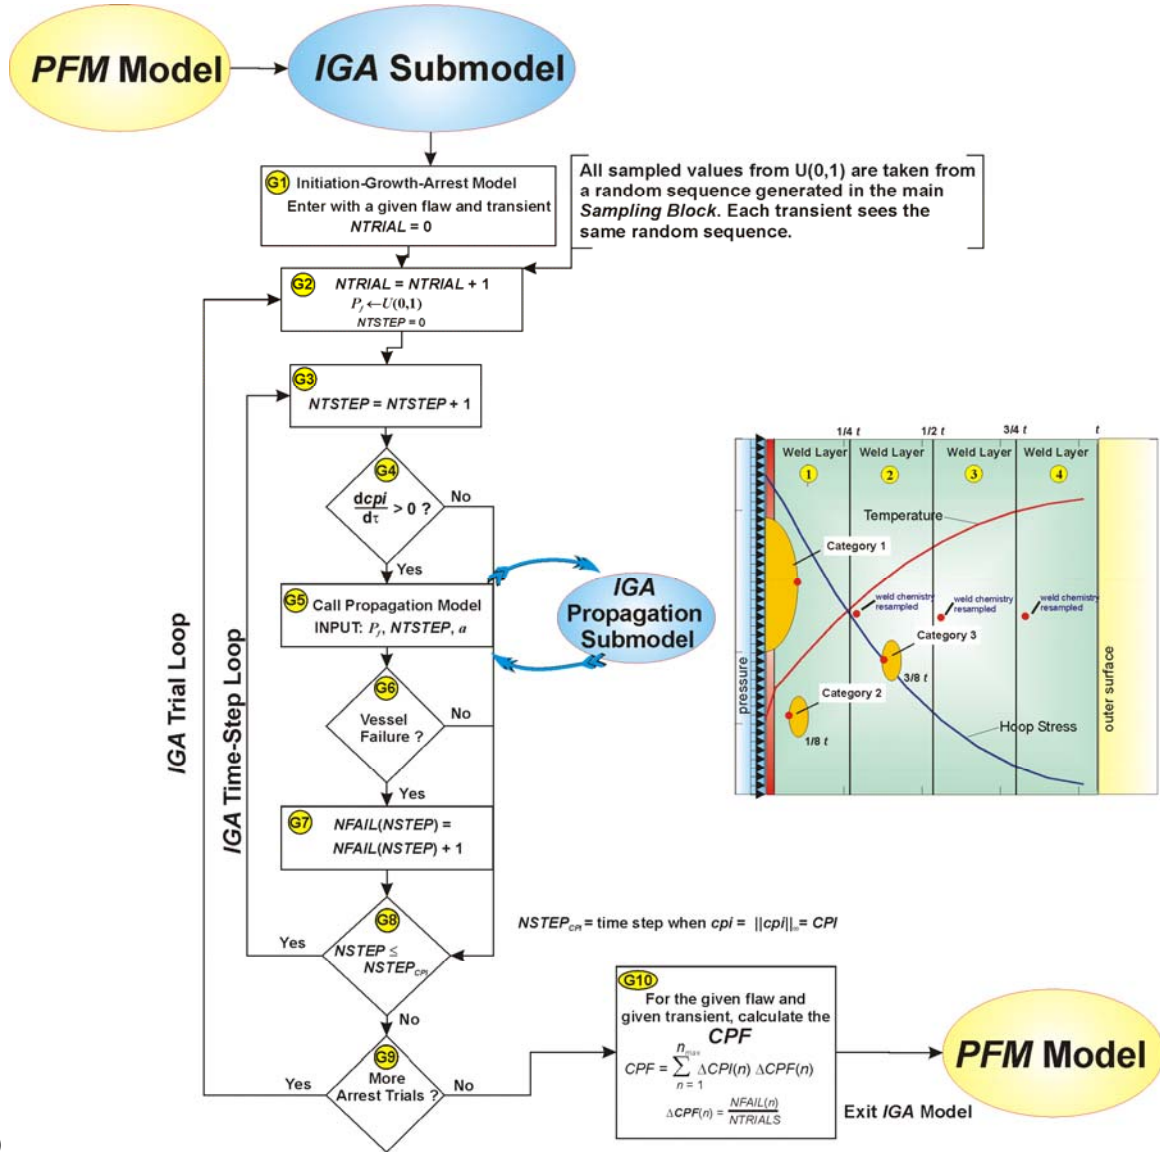 PFM Model
IGA Submodel
G1 Initiation-Growth-Arrest Model
Enter with a given flaw and transient
NTRIAL = 0
All sampled values from U(0,1) are taken from
a random sequence generated in the main
Sampling Block. Each transient sees the
same random sequence.
G2 NTRIAL = NTRIAL + 1
P_f ← U(0,1)
NTSTEP = 0
G3
NTSTEP = NTSTEP + 1
G4
dcpi/dτ > 0 ?
No
Yes
G5 Call Propagation Model
INPUT: P_f, NTSTEP, a
IGA
Propagation
Submodel
G6
Vessel
Failure ?
No
Yes
G7 NFAIL(NSTEP) =
NFAIL(NSTEP) + 1
G8
NSTEP ≤
NSTEP_CPI
Yes
No
G9
More
Arrest Trials ?
Yes
No
IGA Trial Loop
IGA Time-Step Loop
1/4 t
1/2 t
3/4 t
t
Weld Layer
1
Weld Layer
2
Weld Layer
3
Weld Layer
4
Temperature
Category 1
weld chemistry
resampled
weld chemistry
resampled
weld chemistry
resampled
Category 3
3/8 t
Category 2
1/8 t
Hoop Stress
pressure
outer surface
NSTEP_CPI = time step when cpi = ||cpi||_∞ = CPI
G10
For the given flaw and
given transient, calculate the
CPF
CPF = ∑_{n = 1}^{n_max} ΔCPI(n) ΔCPF(n)
ΔCPF(n) = NFAIL(n)/NTRIALS
Exit IGA Model
PFM Model
)